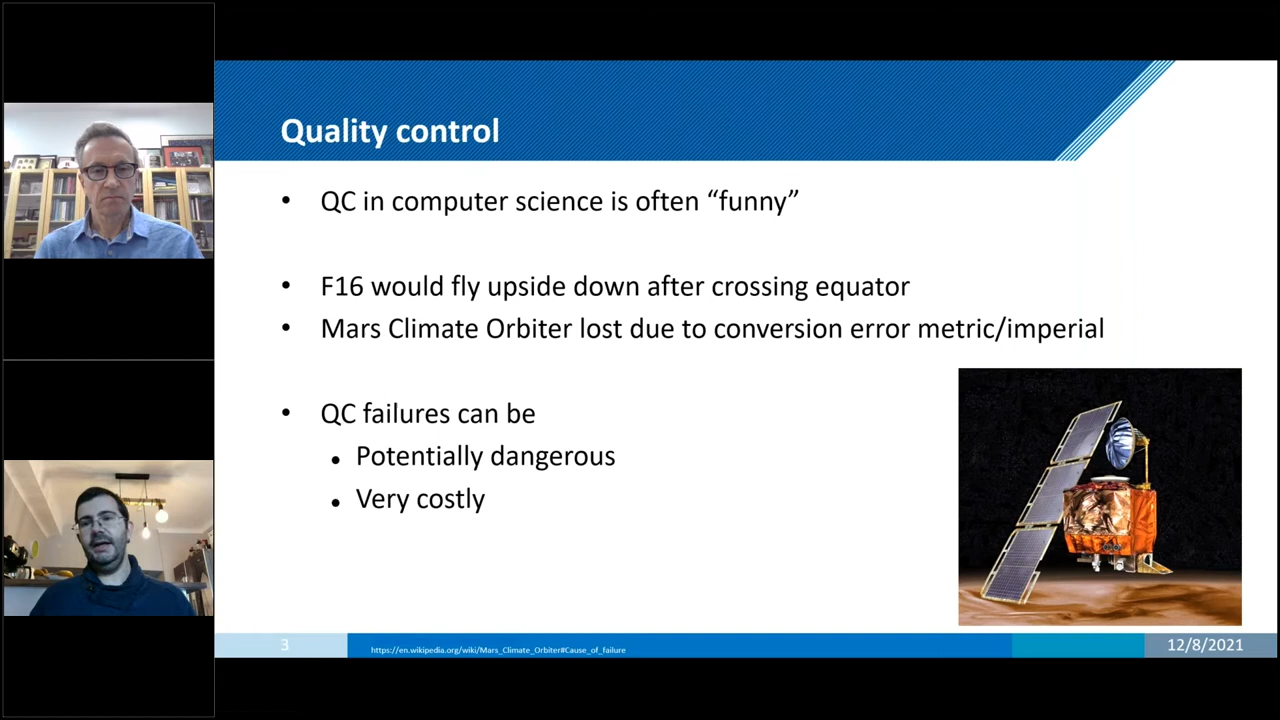 Quality control
• QC in computer science is often “funny”
• F16 would fly upside down after crossing equator
• Mars Climate Orbiter lost due to conversion error metric/imperial
• QC failures can be
• Potentially dangerous
• Very costly
3
https://en.wikipedia.org/wiki/Mars_Climate_Orbiter#Cause_of_failure
12/8/2021